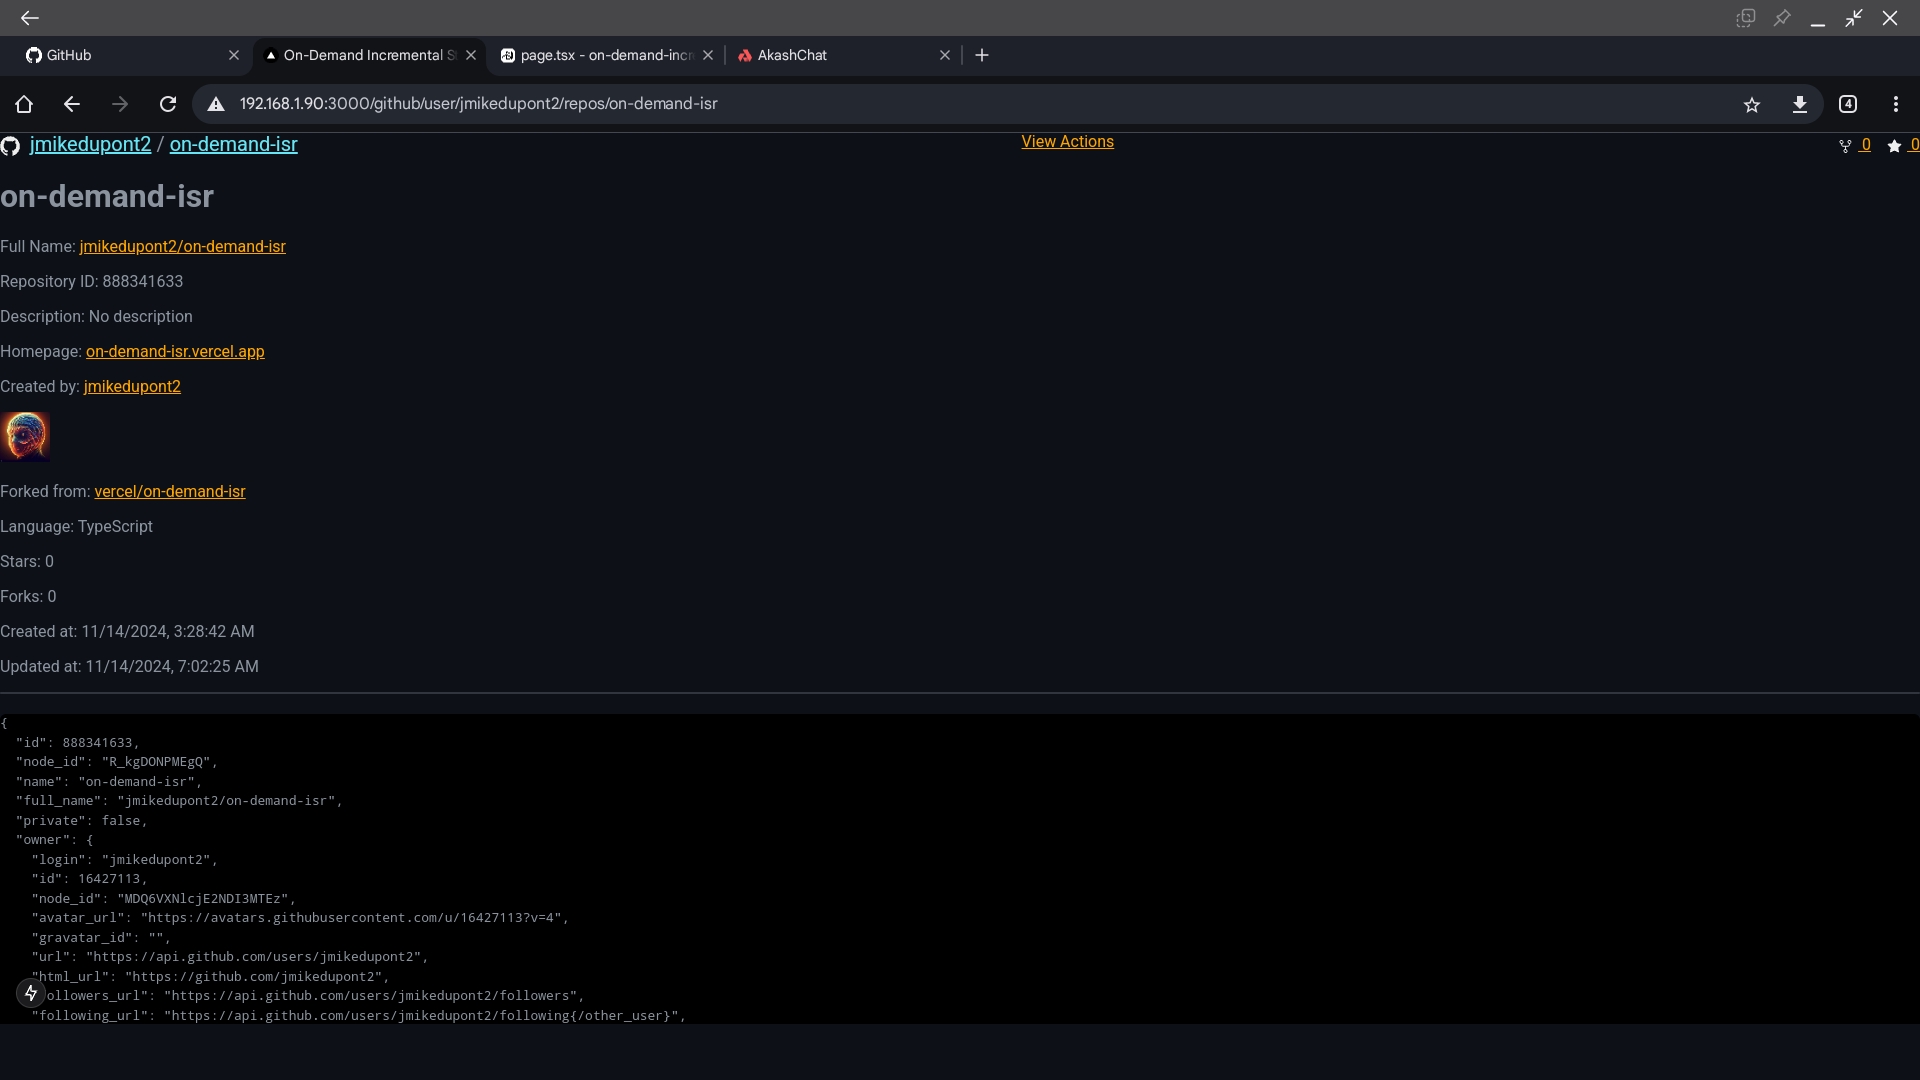 GitHub
On-Demand Incremental S
page.tsx - on-demand-incr
AkashChat
192.168.1.90:3000/github/user/jmikedupont2/repos/on-demand-isr
4
jmikedupont2 / on-demand-isr
View Actions
0 0
on-demand-isr
Full Name: jmikedupont2/on-demand-isr
Repository ID: 888341633
Description: No description
Homepage: on-demand-isr.vercel.app
Created by: jmikedupont2
Forked from: vercel/on-demand-isr
Language: TypeScript
Stars: 0
Forks: 0
Created at: 11/14/2024, 3:28:42 AM
Updated at: 11/14/2024, 7:02:25 AM
{
"id": 888341633,
"node_id": "R_kgDONPMEgQ",
"name": "on-demand-isr",
"full_name": "jmikedupont2/on-demand-isr",
"private": false,
"owner": {
"login": "jmikedupont2",
"id": 16427113,
"node_id": "MDQ6VXNlcjE2NDI3MTEz",
"avatar_url": "https://avatars.githubusercontent.com/u/16427113?v=4",
"gravatar_id": "",
"url": "https://api.github.com/users/jmikedupont2",
"html_url": "https://github.com/jmikedupont2",
ollowers_url": "https://api.github.com/users/jmikedupont2/followers",
"following_url": "https://api.github.com/users/jmikedupont2/following{/other_user}",